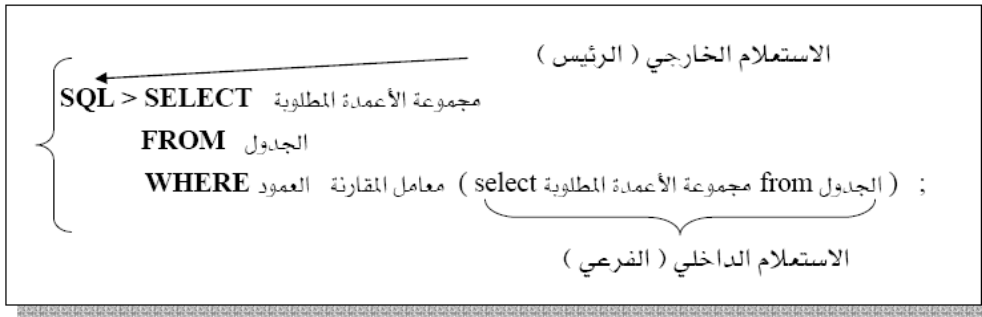 الاستعلام الخارجي ( الرئيس )
SQL > SELECT مجموعة الأعمدة المطلوبة
FROM الجدول
WHERE العمود معامل المقارنة ( select مجموعة الأعمدة المطلوبة from الجدول ) ;
الاستعلام الداخلي ( الفرعي )